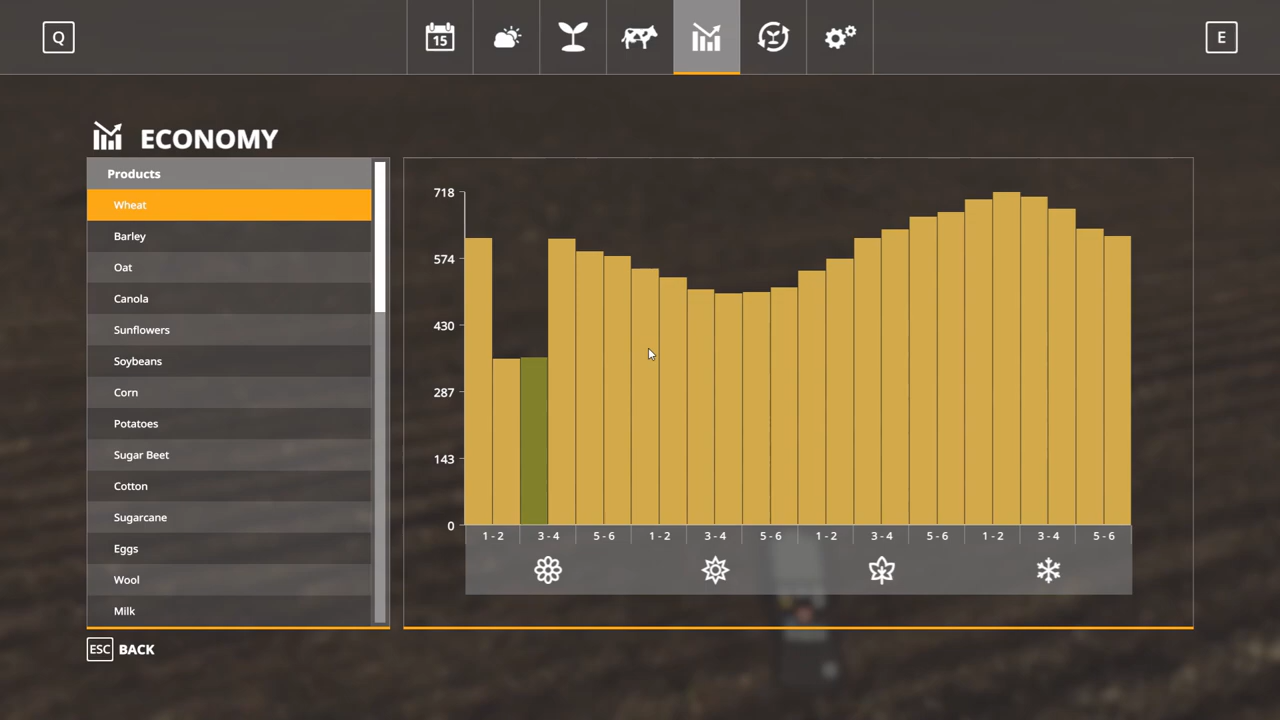 Q
15
E
ECONOMY
Products
Wheat
Barley
Oat
Canola
Sunflowers
Soybeans
Corn
Potatoes
Sugar Beet
Cotton
Sugarcane
Eggs
Wool
Milk
718
574
430
287
143
0
1 - 2 3 - 4 5 - 6 1 - 2 3 - 4 5 - 6 1 - 2 3 - 4 5 - 6 1 - 2 3 - 4 5 - 6
ESC BACK